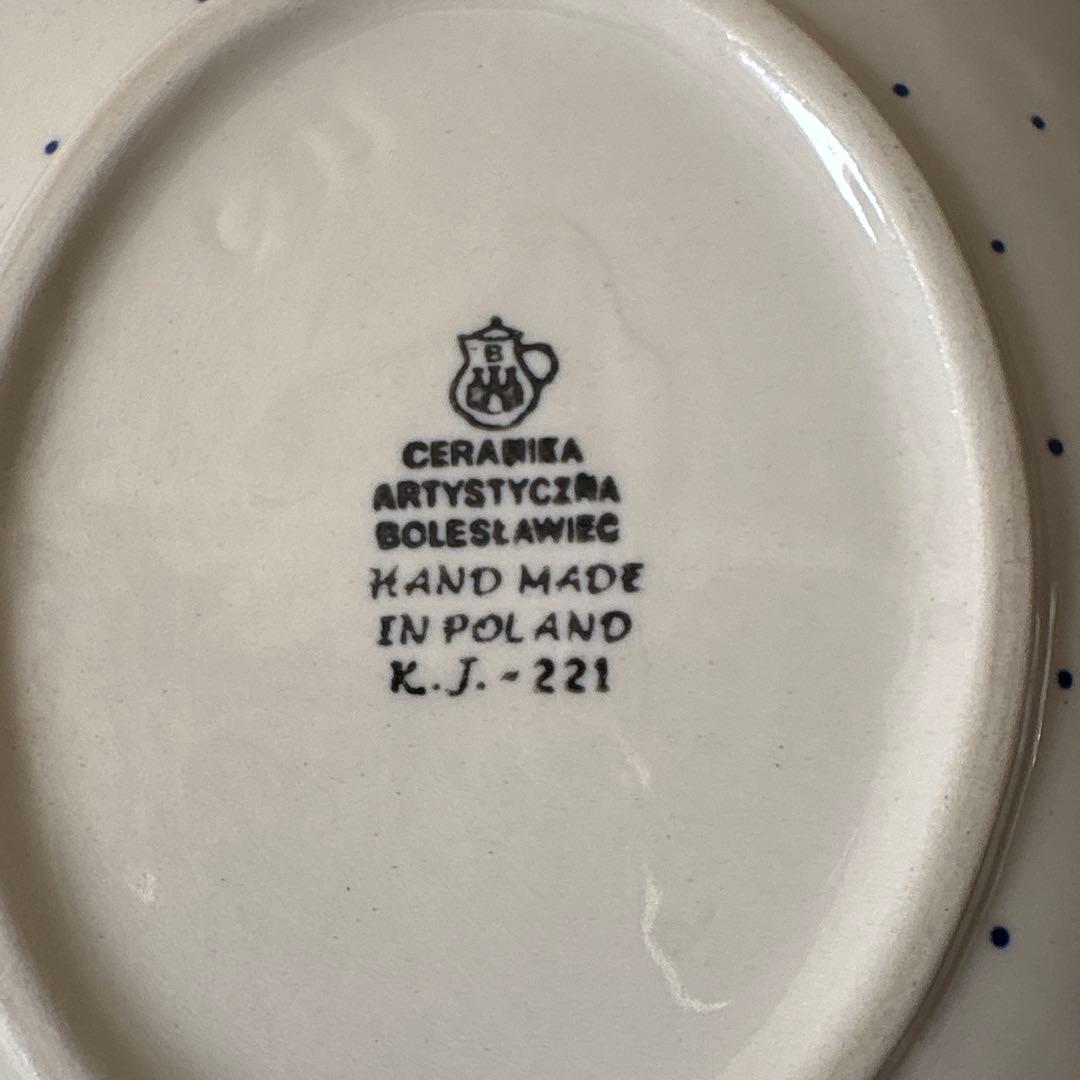 B
CERAMIKA
ARTYSTYCZNA
BOLESŁAWIEC
HAND MADE
IN POLAND
K.J.-221